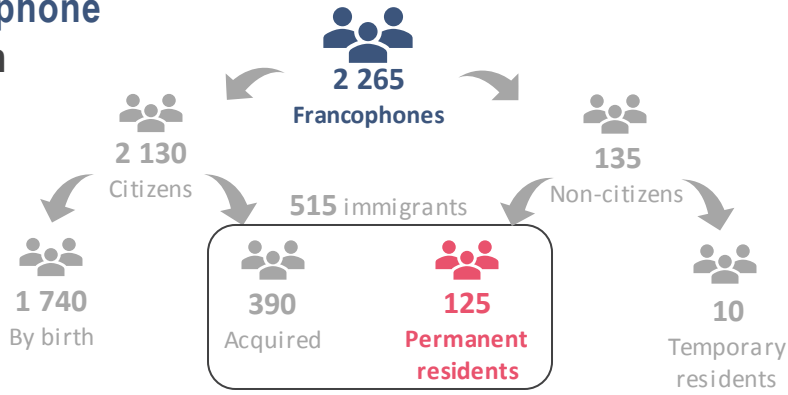 2 265
Francophones
2 130
Citizens
135
Non-citizens
515 immigrants
1 740
By birth
390
Acquired
125
Permanent
residents
10
Temporary
residents